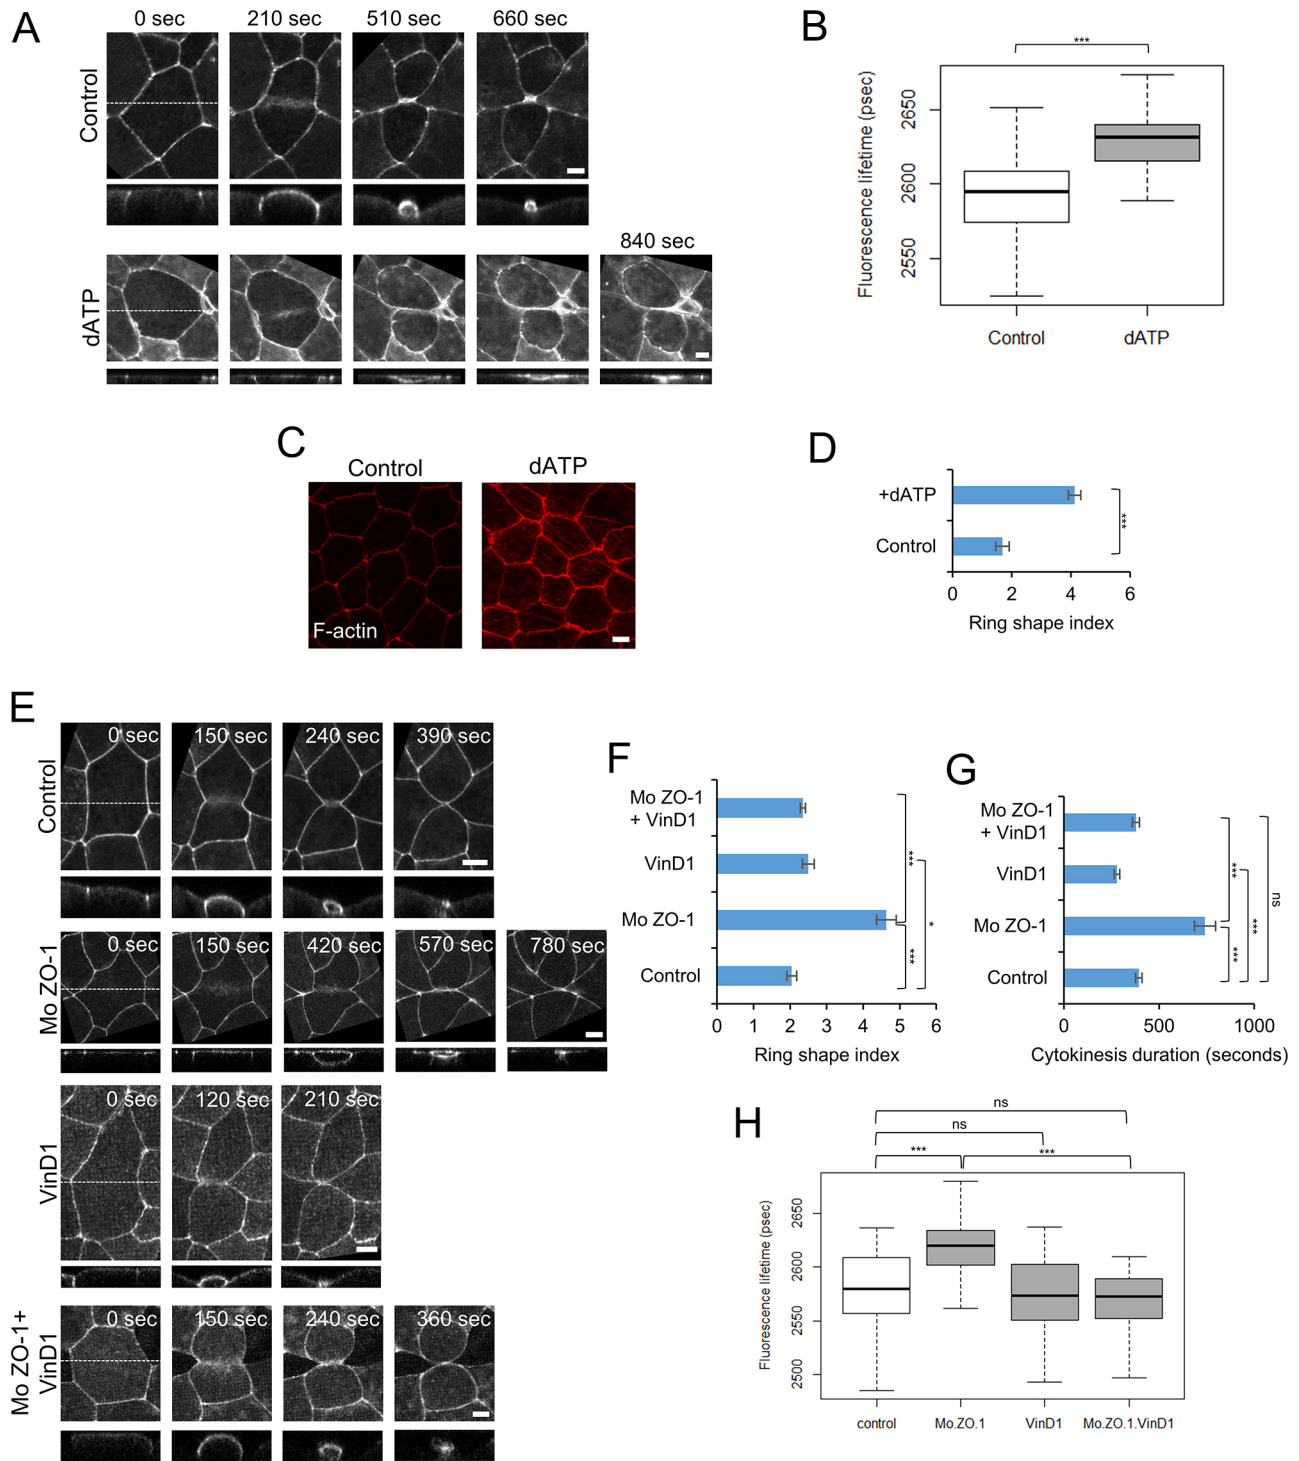 A
0 sec
210 sec
510 sec
660 sec
Control
840 sec
dATP
B
***
Fluorescence lifetime (psec)
2650
2600
2550
Control
dATP
C
Control
dATP
F-actin
D
+dATP
Control
***
0 2 4 6
Ring shape index
E
Control
0 sec
150 sec
240 sec
390 sec
Mo ZO-1
0 sec
150 sec
420 sec
570 sec
780 sec
VinD1
0 sec
120 sec
210 sec
Mo ZO-1+
VinD1
0 sec
150 sec
240 sec
360 sec
F
Mo ZO-1
+ VinD1
VinD1
Mo ZO-1
Control
***
***
*
0 1 2 3 4 5 6
Ring shape index
G
Mo ZO-1
+ VinD1
VinD1
Mo ZO-1
Control
***
***
***
ns
0 500 1000
Cytokinesis duration (seconds)
H
ns
ns
***
***
Fluorescence lifetime (psec)
2650
2600
2550
2500
control
Mo.ZO.1
VinD1
Mo.ZO.1.VinD1